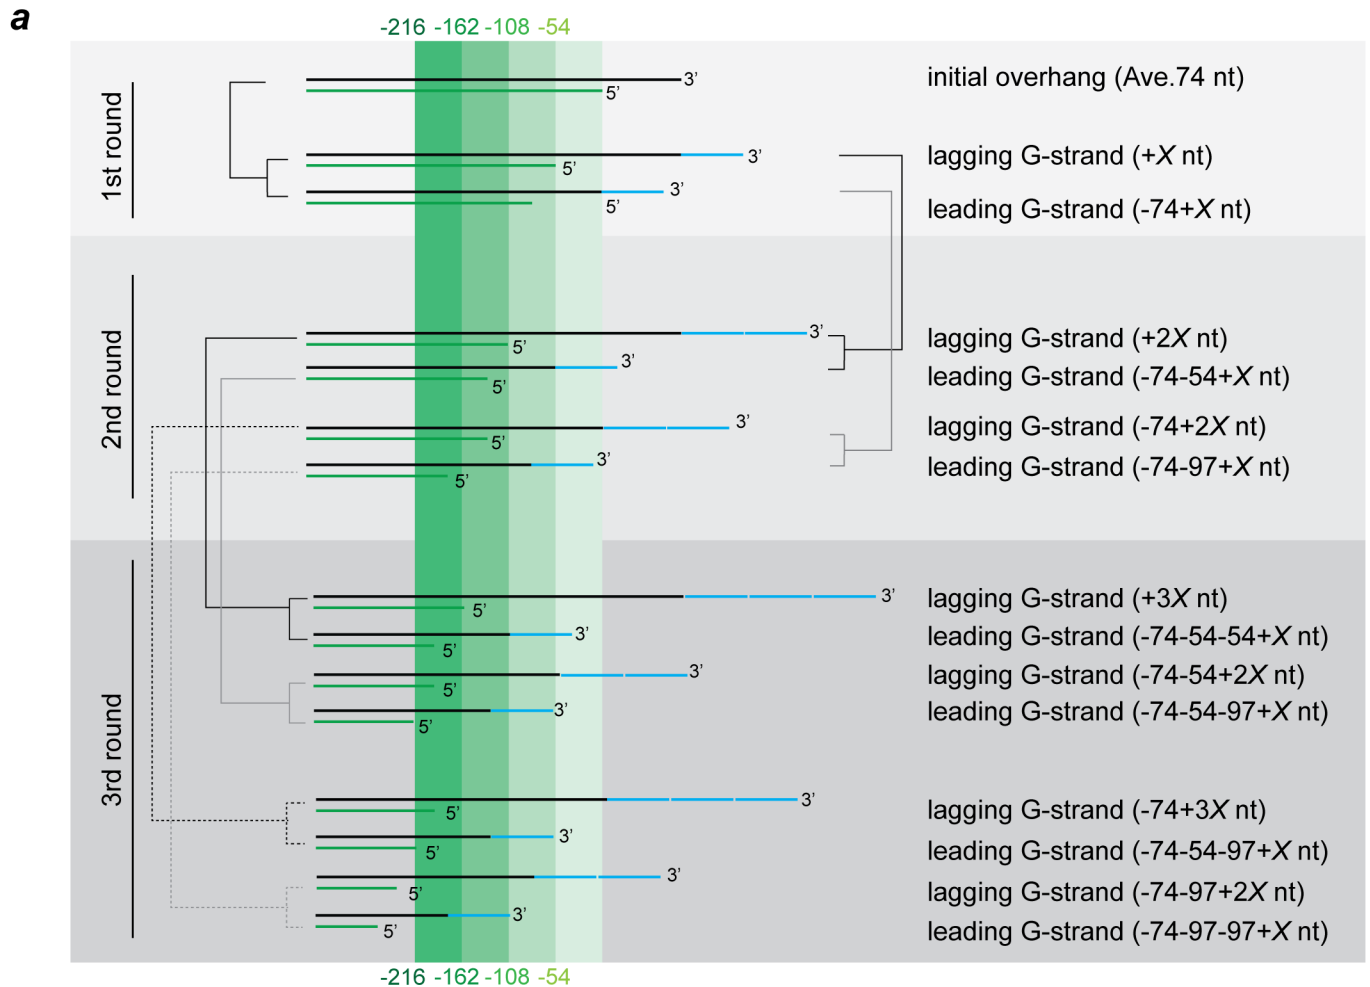 a
-216 -162 -108 -54
1st round
3’
5’
initial overhang (Ave.74 nt)
3’
5’
lagging G-strand (+X nt)
3’
5’
leading G-strand (-74+X nt)
2nd round
3’
5’
lagging G-strand (+2X nt)
3’
5’
leading G-strand (-74-54+X nt)
3’
5’
lagging G-strand (-74+2X nt)
3’
5’
leading G-strand (-74-97+X nt)
3rd round
3’
5’
lagging G-strand (+3X nt)
3’
5’
leading G-strand (-74-54-54+X nt)
3’
5’
lagging G-strand (-74-54+2X nt)
3’
5’
leading G-strand (-74-54-97+X nt)
3’
5’
lagging G-strand (-74+3X nt)
3’
5’
leading G-strand (-74-54-97+X nt)
3’
5’
lagging G-strand (-74-97+2X nt)
3’
5’
leading G-strand (-74-97-97+X nt)
-216 -162 -108 -54